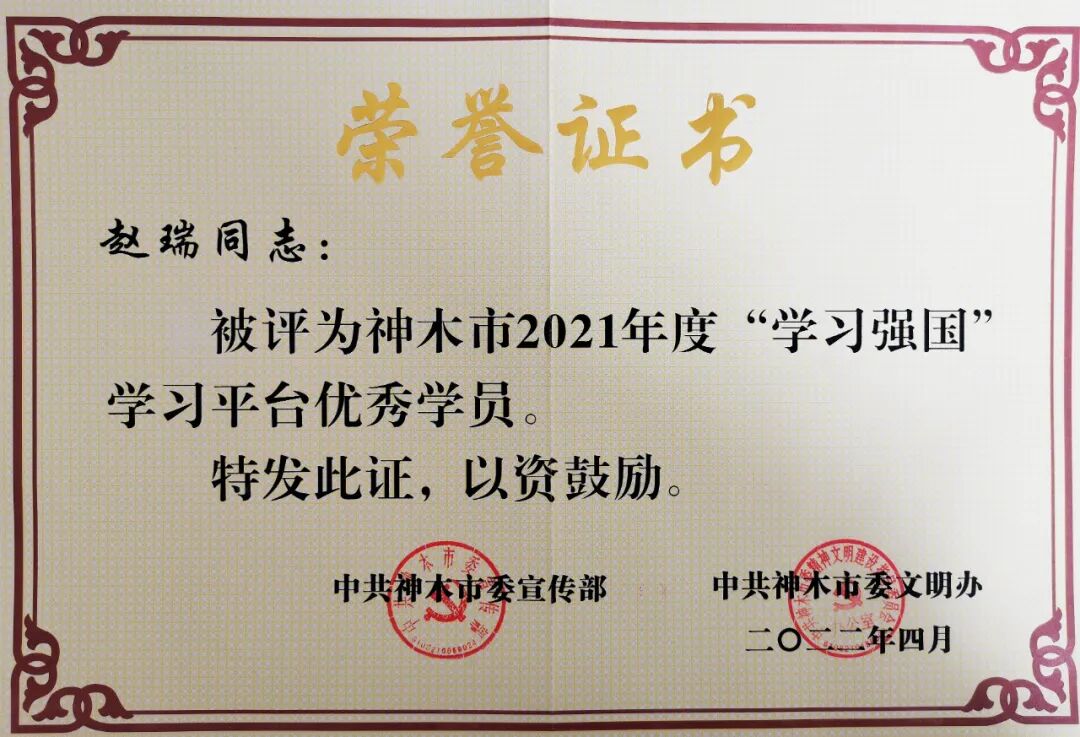 荣誉证书
赵瑞同志：
被评为神木市2021年度“学习强国”
学习平台优秀学员。
特发此证，以资鼓励。
中共神木市委宣传部
中共神木市委文明办
二〇二二年四月